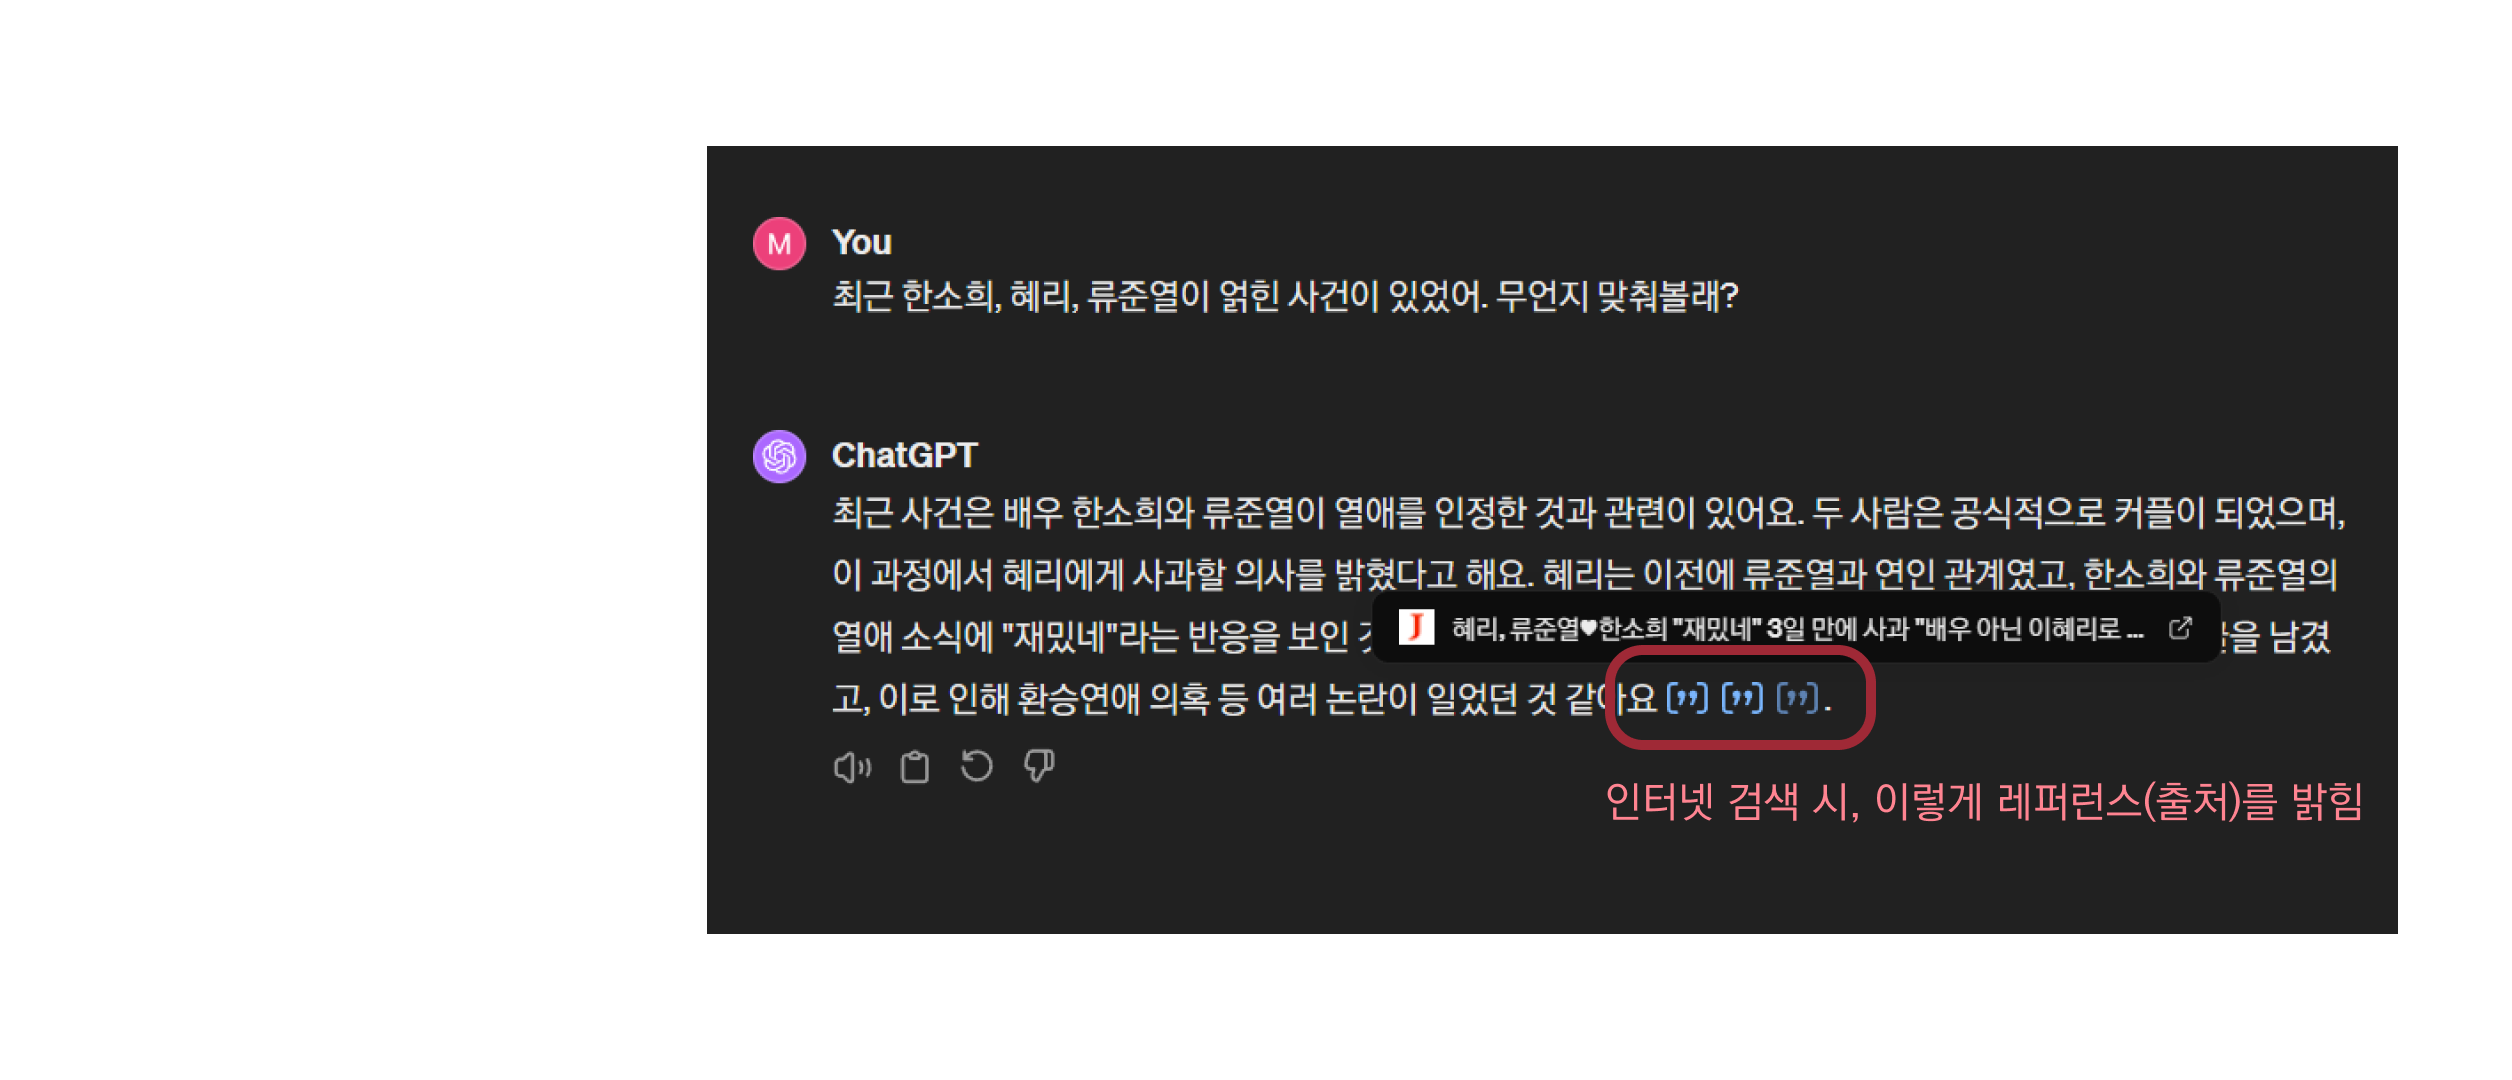 M
You
최근 한소희, 혜리, 류준열이 얽힌 사건이 있었어. 무언지 맞춰볼래?
ChatGPT
최근 사건은 배우 한소희와 류준열이 열애를 인정한 것과 관련이 있어요. 두 사람은 공식적으로 커플이 되었으며,
이 과정에서 혜리에게 사과할 의사를 밝혔다고 해요. 혜리는 이전에 류준열과 연인 관계였고, 한소희와 류준열의
열애 소식에 "재밌네"라는 반응을 보인 남겼
J 혜리, 류준열♥한소희 "재밌네" 3일 만에 사과 "배우 아닌 이혜리로 ...
고, 이로 인해 환승연애 의혹 등 여러 논란이 일었던 것 같아요 [”] [”] [”] .
인터넷 검색 시, 이렇게 레퍼런스(출처)를 밝힘